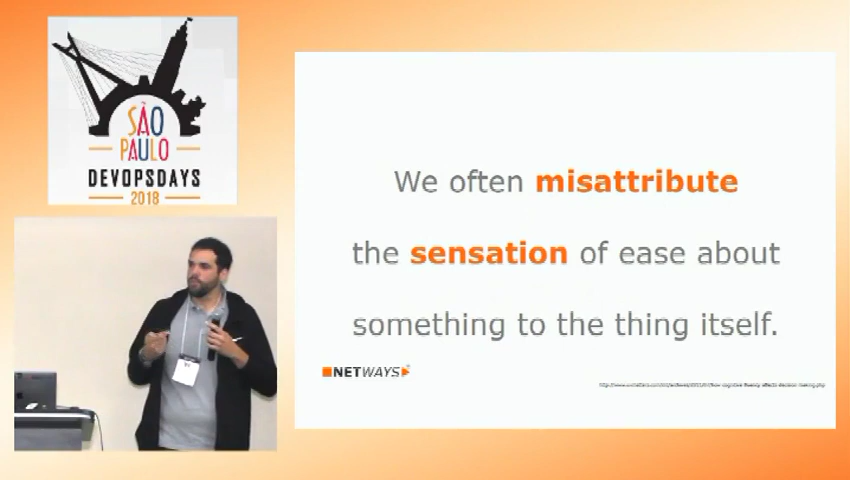 SÃO
PAULO
DEVOPSDAYS
2018
We often misattribute
the sensation of ease about
something to the thing itself.
NETWAYS